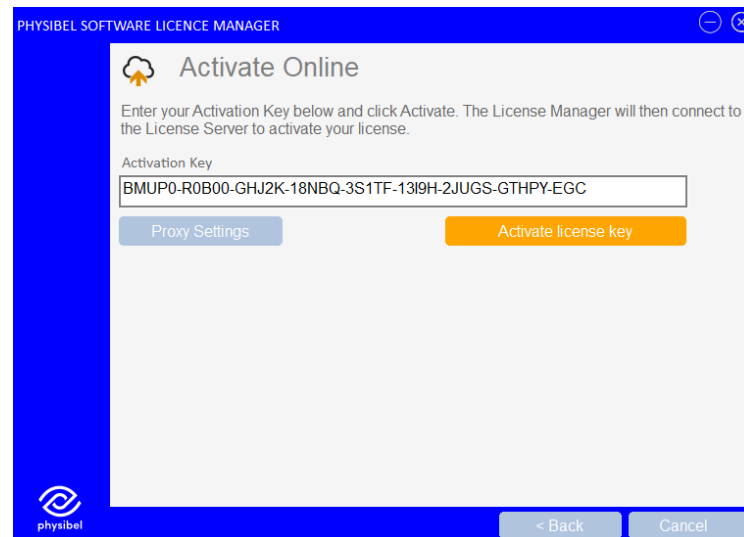 PHYSIBEL SOFTWARE LICENCE MANAGER
Activate Online
Enter your Activation Key below and click Activate. The License Manager will then connect to
the License Server to activate your license.
Activation Key
BMUP0-R0B00-GHJ2K-18NBQ-3S1TF-13I9H-2JUGS-GTHPY-EGC
Proxy Settings
Activate license key
physibel
< Back
Cancel